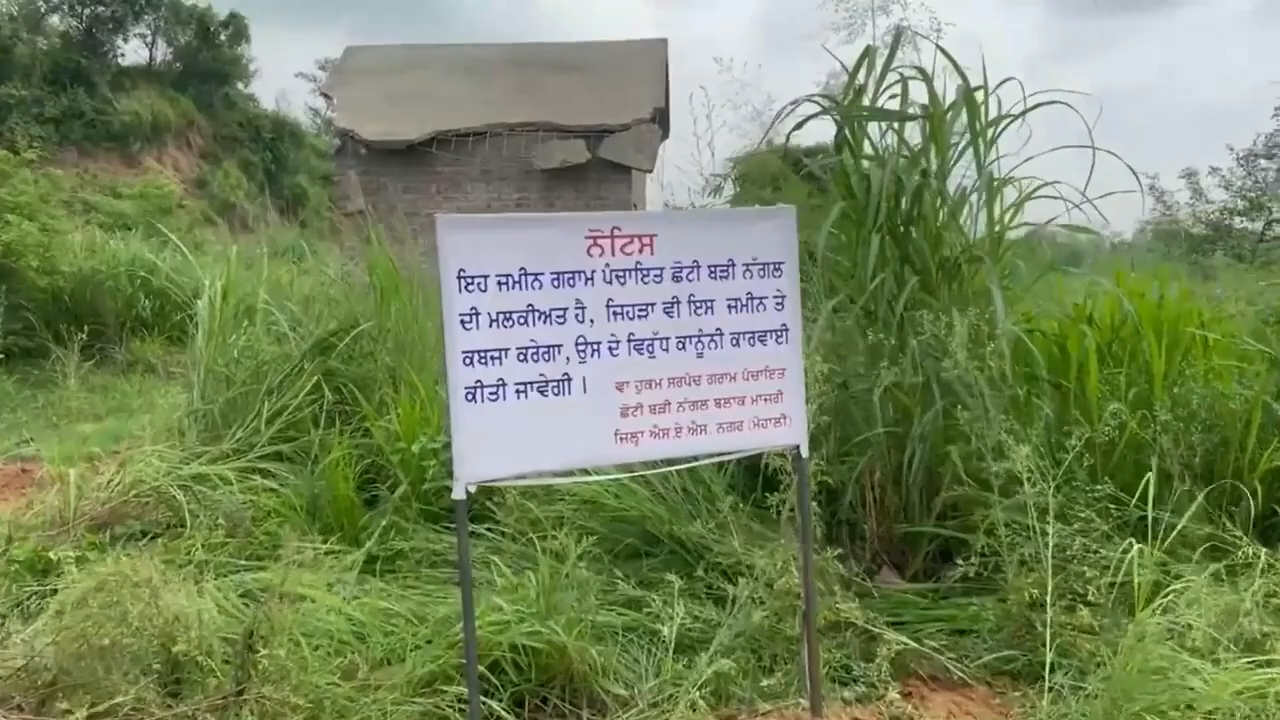 ਨੋਟਿਸ
ਇਹ ਜਮੀਨ ਗਰਾਮ ਪੰਚਾਇਤ ਛੋਟੀ ਬੜੀ ਨੱਗਲ
ਦੀ ਮਲਕੀਅਤ ਹੈ, ਜਿਹੜਾ ਵੀ ਇਸ ਜਮੀਨ ਤੇ
ਕਬਜਾ ਕਰੇਗਾ, ਉਸ ਦੇ ਵਿਰੁੱਧ ਕਾਨੂੰਨੀ ਕਾਰਵਾਈ
ਕੀਤੀ ਜਾਵੇਗੀ ।
ਵਾ ਹੁਕਮ ਸਰਪੰਚ ਗਰਾਮ ਪੰਚਾਇਤ
ਛੋਟੀ ਬੜੀ ਨੱਗਲ ਬਲਾਕ ਮਾਜਰੀ
ਜਿਲ੍ਹਾ ਐਸ.ਏ.ਐਸ. ਨਗਰ (ਮੋਹਾਲੀ)